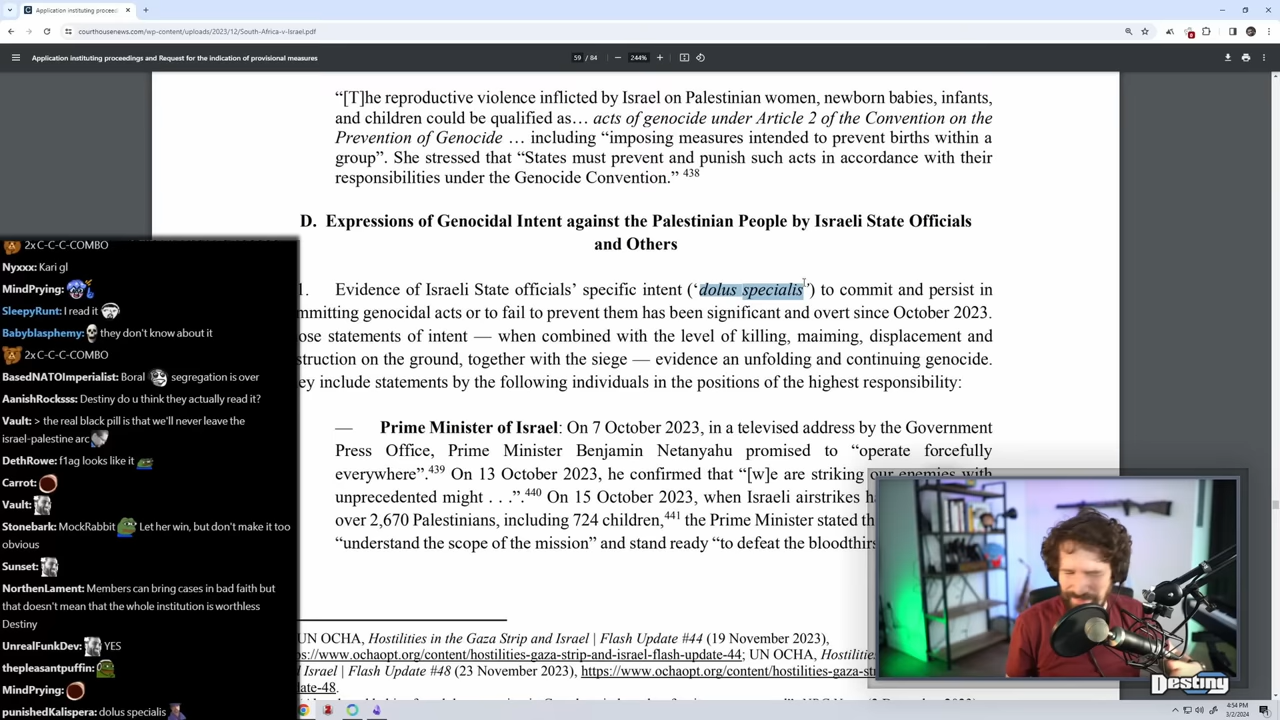 Application instituting proceed
courthousenews.com/wp-content/uploads/2023/12/South-Africa-v-Israel.pdf
Application instituting proceedings and Request for the indication of provisional measures
59 / 84
244%
“[T]he reproductive violence inflicted by Israel on Palestinian women, newborn babies, infants,
and children could be qualified as… acts of genocide under Article 2 of the Convention on the
Prevention of Genocide … including “imposing measures intended to prevent births within a
group”. She stressed that “States must prevent and punish such acts in accordance with their
responsibilities under the Genocide Convention.” 438
D. Expressions of Genocidal Intent against the Palestinian People by Israeli State Officials
and Others
1. Evidence of Israeli State officials’ specific intent (‘dolus specialis’) to commit and persist in
mmitting genocidal acts or to fail to prevent them has been significant and overt since October 2023.
ose statements of intent — when combined with the level of killing, maiming, displacement and
struction on the ground, together with the siege — evidence an unfolding and continuing genocide.
ey include statements by the following individuals in the positions of the highest responsibility:
— Prime Minister of Israel: On 7 October 2023, in a televised address by the Government
Press Office, Prime Minister Benjamin Netanyahu promised to “operate forcefully
everywhere”.439 On 13 October 2023, he confirmed that “[w]e are striking our enemies with
unprecedented might . . .”.440 On 15 October 2023, when Israeli airstrikes ha
over 2,670 Palestinians, including 724 children,441 the Prime Minister stated th
“understand the scope of the mission” and stand ready “to defeat the bloodthirs
UN OCHA, Hostilities in the Gaza Strip and Israel | Flash Update #44 (19 November 2023),
ps://www.ochaopt.org/content/hostilities-gaza-strip-and-israel-flash-update-44; UN OCHA, Hostilities
d Israel | Flash Update #48 (23 November 2023), https://www.ochaopt.org/content/hostilities-gaza-stri
date-48.
2x C-C-C-COMBO
Nyxxx: Kari gl
MindPrying:
SleepyRunt: I read it
Babyblasphemy: they don't know about it
2x C-C-C-COMBO
BasedNATOImperialist: Boral segregation is over
AanishRocksss: Destiny do u think they actually read it?
Vault: > the real black pill is that we'll never leave the
israel-palestine arc
DethRowe: f1ag looks like it
Carrot:
Vault:
Stonebark: MockRabbit Let her win, but don't make it too
obvious
Sunset:
NorthenLament: Members can bring cases in bad faith but
that doesn't mean that the whole institution is worthless
Destiny
UnrealFunkDev: YES
thepleasantpuffin:
MindPrying:
punishedKalispera: dolus specialis
Destiny
4:54 PM
3/2/2024